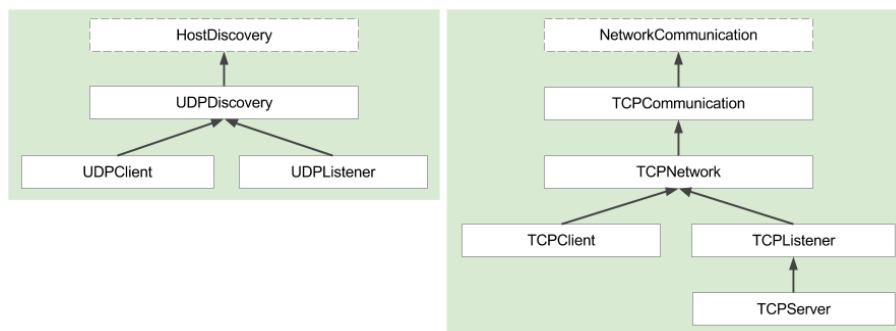 HostDiscovery
UDPDiscovery
UDPClient
UDPListener
NetworkCommunication
TCPCommunication
TCPNetwork
TCPClient
TCPListener
TCPServer